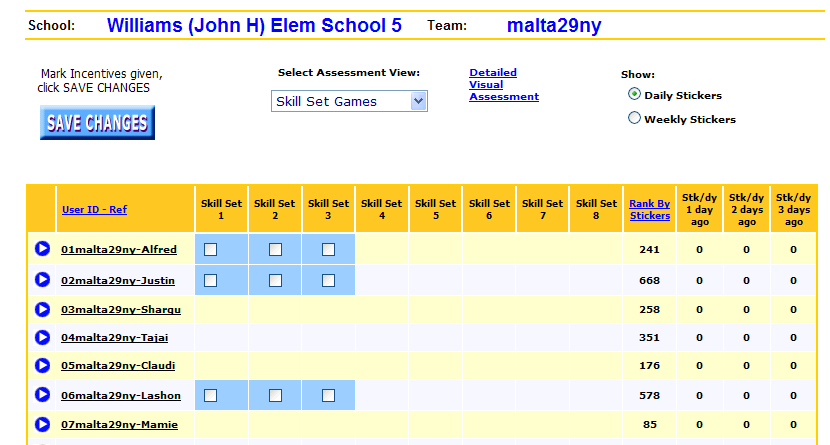 School: Williams (John H) Elem School 5 Team: malta29ny
Mark Incentives given,
click SAVE CHANGES
SAVE CHANGES
Select Assessment View:
Skill Set Games
Detailed
Visual
Assessment
Show:
Daily Stickers
Weekly Stickers
User ID - Ref Skill Set 1 Skill Set 2 Skill Set 3 Skill Set 4 Skill Set 5 Skill Set 6 Skill Set 7 Skill Set 8 Rank By Stickers Stk/dy 1 day ago Stk/dy 2 days ago Stk/dy 3 days ago
01malta29ny-Alfred 241 0 0 0
02malta29ny-Justin 668 0 0 0
03malta29ny-Sharqu 258 0 0 0
04malta29ny-Tajai 351 0 0 0
05malta29ny-Claudi 176 0 0 0
06malta29ny-Lashon 578 0 0 0
07malta29ny-Mamie 85 0 0 0